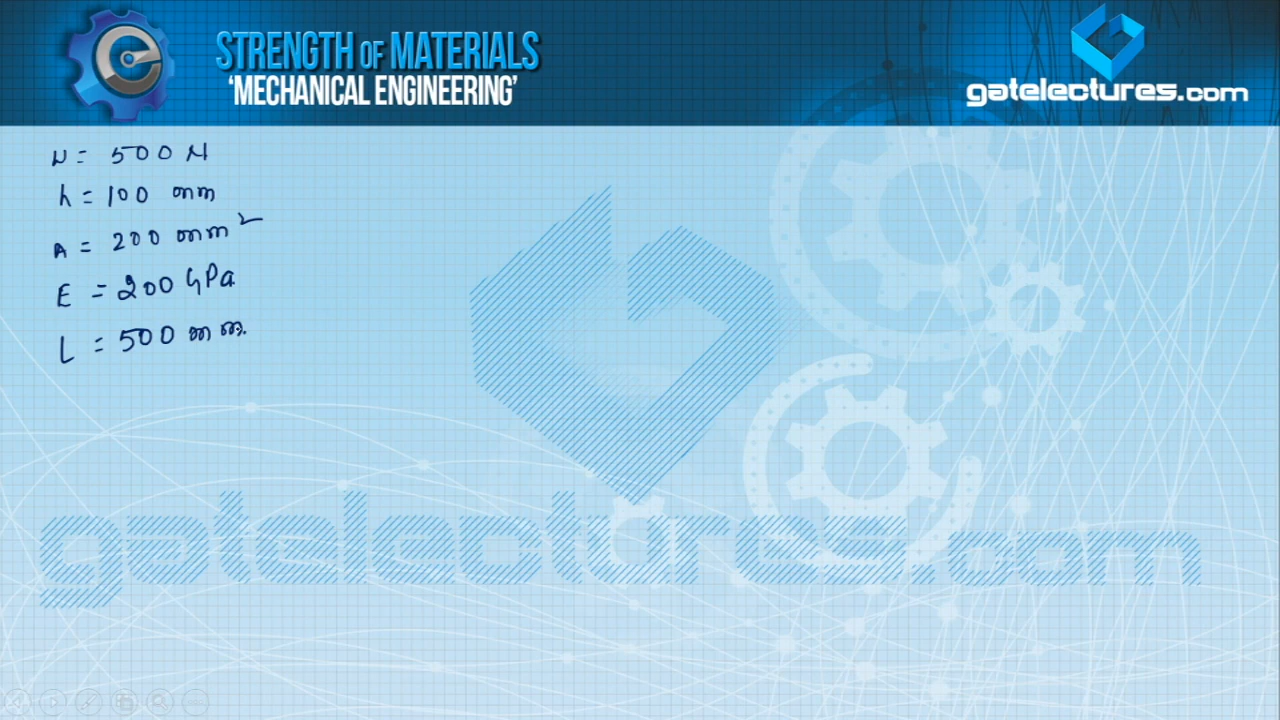 STRENGTH OF MATERIALS
'MECHANICAL ENGINEERING'
gatelectures.com
W = 500 N
h = 100 mm
A = 200 mm²
E = 200 GPa
L = 500 mm.
gatelectures.com